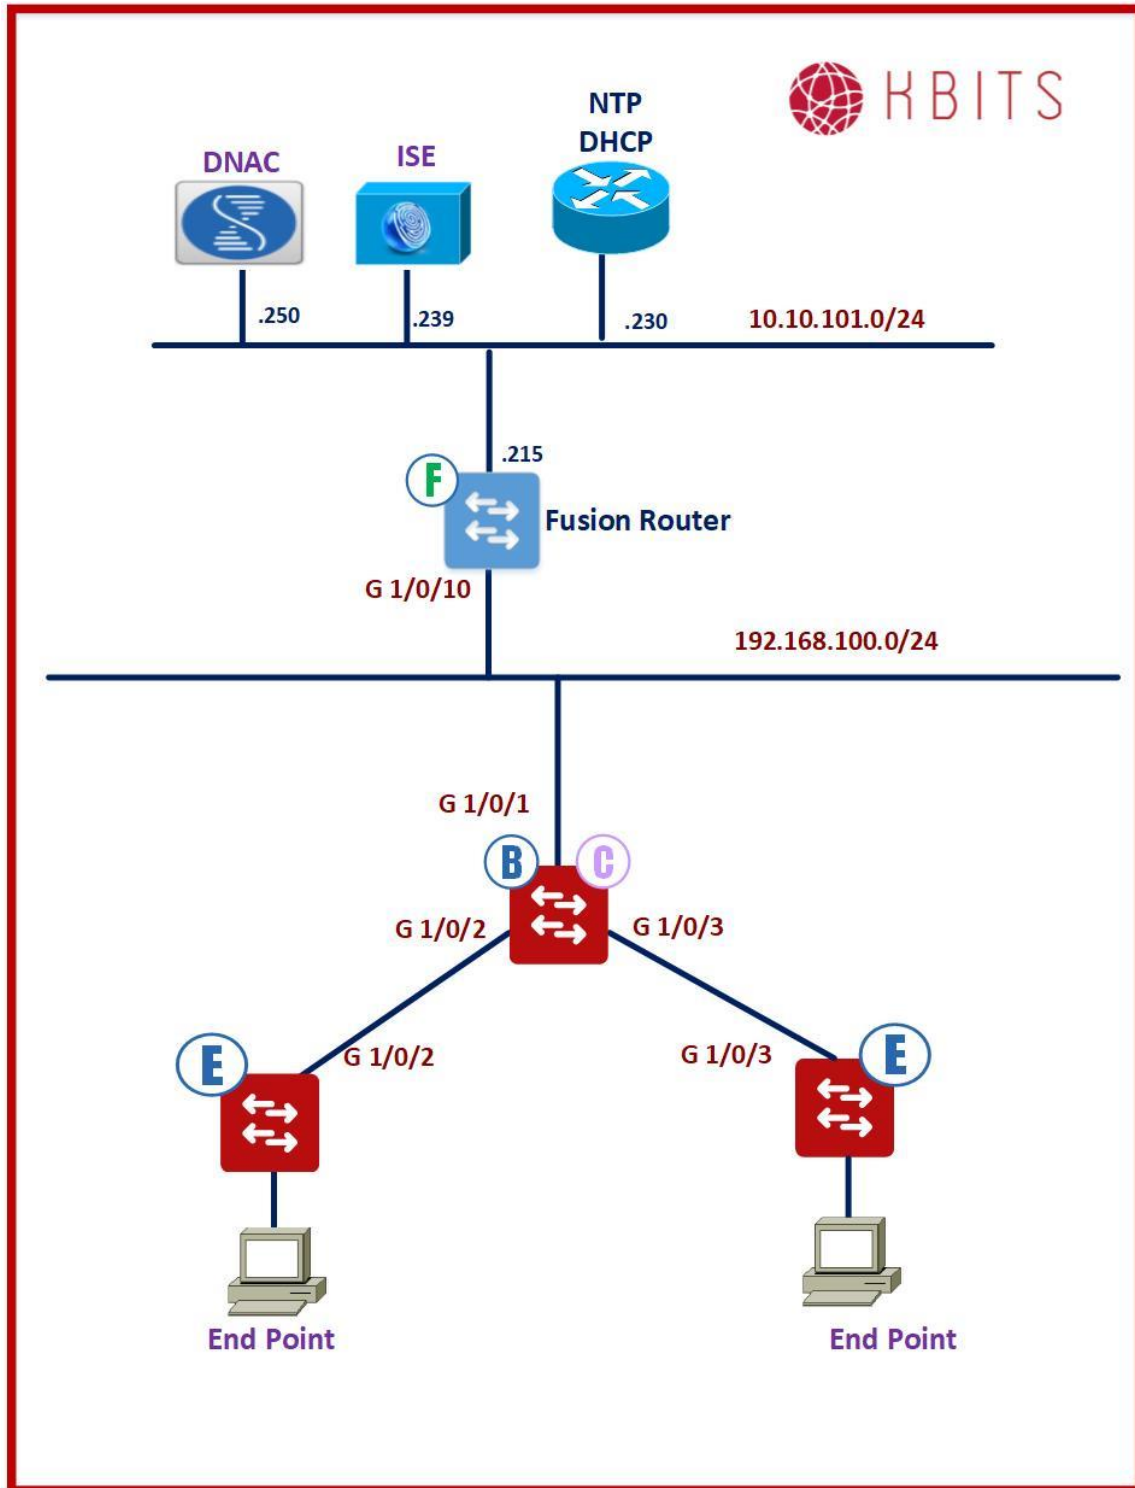 KBITS
NTP
DHCP
DNAC
ISE
.250
.239
.230
10.10.101.0/24
.215
F
Fusion Router
G 1/0/10
192.168.100.0/24
G 1/0/1
B
C
G 1/0/2
G 1/0/3
E
G 1/0/2
G 1/0/3
E
End Point
End Point